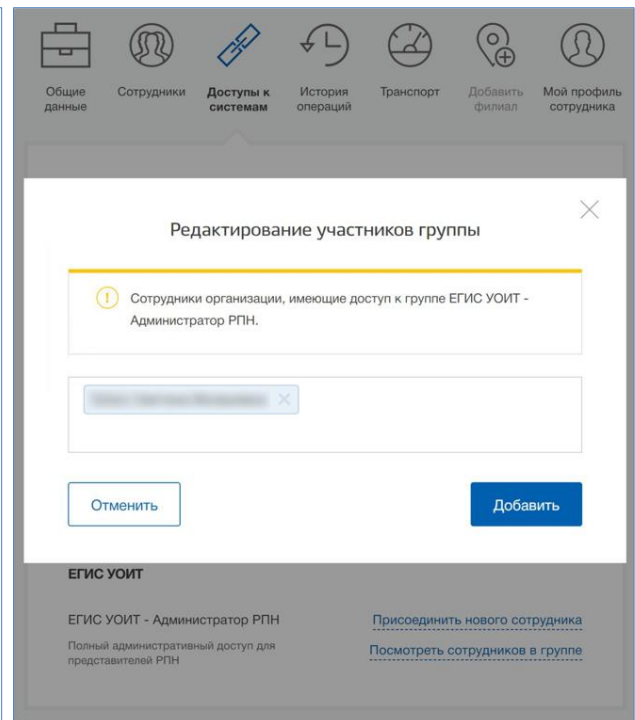 Общие данные
Сотрудники
Доступы к системам
История операций
Транспорт
Добавить филиал
Мой профиль сотрудника
Редактирование участников группы
Сотрудники организации, имеющие доступ к группе ЕГИС УОИТ -
Администратор РПН.
Отменить
Добавить
ЕГИС УОИТ
ЕГИС УОИТ - Администратор РПН
Присоединить нового сотрудника
Полный административный доступ для
представителей РПН
Посмотреть сотрудников в группе